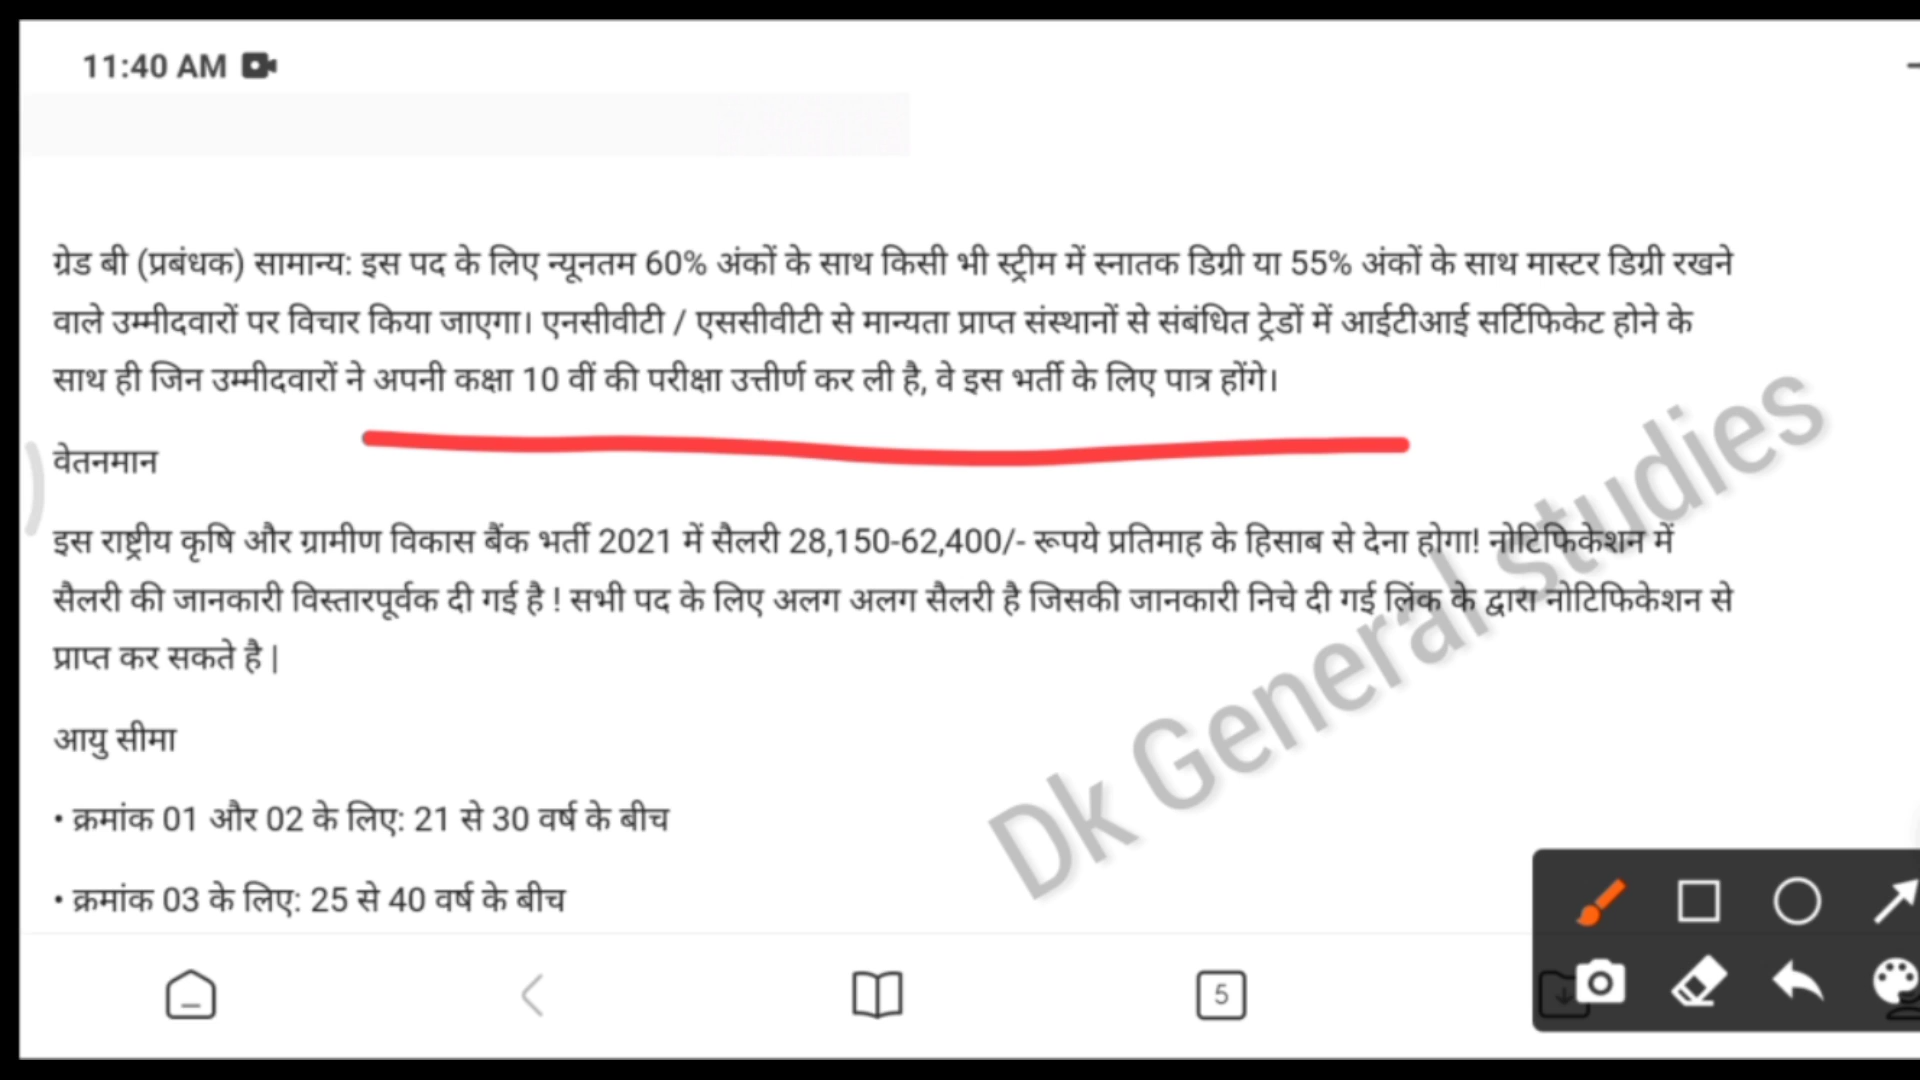 11:40 AM
ग्रेड बी (प्रबंधक) सामान्य: इस पद के लिए न्यूनतम 60% अंकों के साथ किसी भी स्ट्रीम में स्नातक डिग्री या 55% अंकों के साथ मास्टर डिग्री रखने
वाले उम्मीदवारों पर विचार किया जाएगा। एनसीवीटी / एससीवीटी से मान्यता प्राप्त संस्थानों से संबंधित ट्रेडों में आईटीआई सर्टिफिकेट होने के
साथ ही जिन उम्मीदवारों ने अपनी कक्षा 10 वीं की परीक्षा उत्तीर्ण कर ली है, वे इस भर्ती के लिए पात्र होंगे।
वेतनमान
इस राष्ट्रीय कृषि और ग्रामीण विकास बैंक भर्ती 2021 में सैलरी 28,150-62,400/- रूपये प्रतिमाह के हिसाब से देना होगा! नोटिफिकेशन में
सैलरी की जानकारी विस्तारपूर्वक दी गई है ! सभी पद के लिए अलग अलग सैलरी है जिसकी जानकारी निचे दी गई लिंक के द्वारा नोटिफिकेशन से
प्राप्त कर सकते है |
आयु सीमा
• क्रमांक 01 और 02 के लिए: 21 से 30 वर्ष के बीच
• क्रमांक 03 के लिए: 25 से 40 वर्ष के बीच
Dk General studies
5